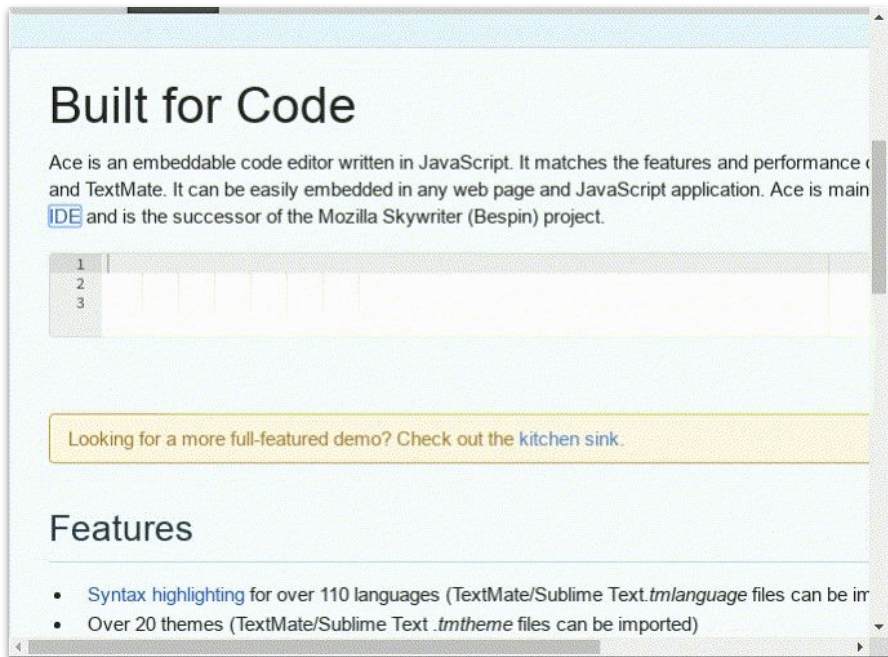 Built for Code
Ace is an embeddable code editor written in JavaScript. It matches the features and performance
and TextMate. It can be easily embedded in any web page and JavaScript application. Ace is main
IDE and is the successor of the Mozilla Skywriter (Bespin) project.
1
2
3
Looking for a more full-featured demo? Check out the kitchen sink.
Features
• Syntax highlighting for over 110 languages (TextMate/Sublime Text.tmlanguage files can be im
• Over 20 themes (TextMate/Sublime Text .tmtheme files can be imported)